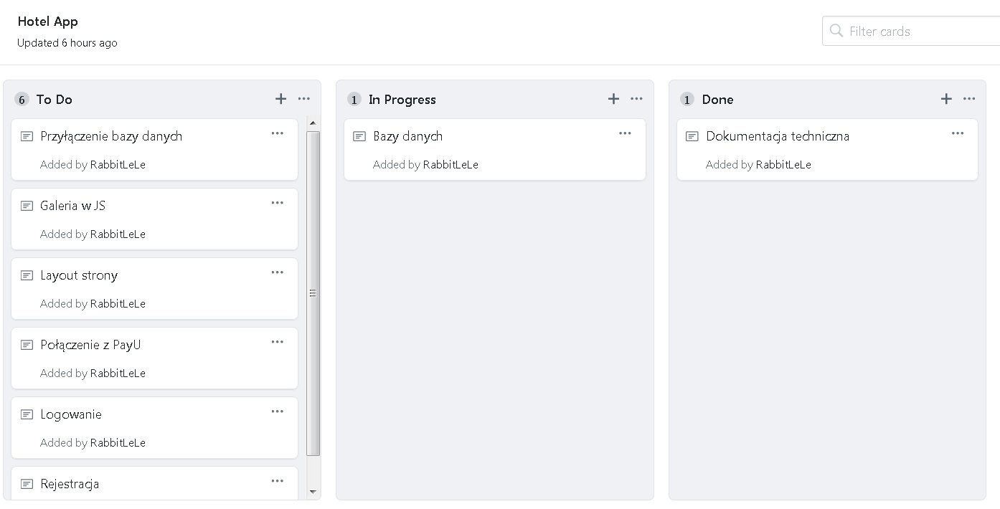 Hotel App
Updated 6 hours ago
Filter cards
6 To Do
Przyłączenie bazy danych
Added by RabbitLeLe
Galeria w JS
Added by RabbitLeLe
Layout strony
Added by RabbitLeLe
Połączenie z PayU
Added by RabbitLeLe
Logowanie
Added by RabbitLeLe
Rejestracja
1 In Progress
Bazy danych
Added by RabbitLeLe
1 Done
Dokumentacja techniczna
Added by RabbitLeLe